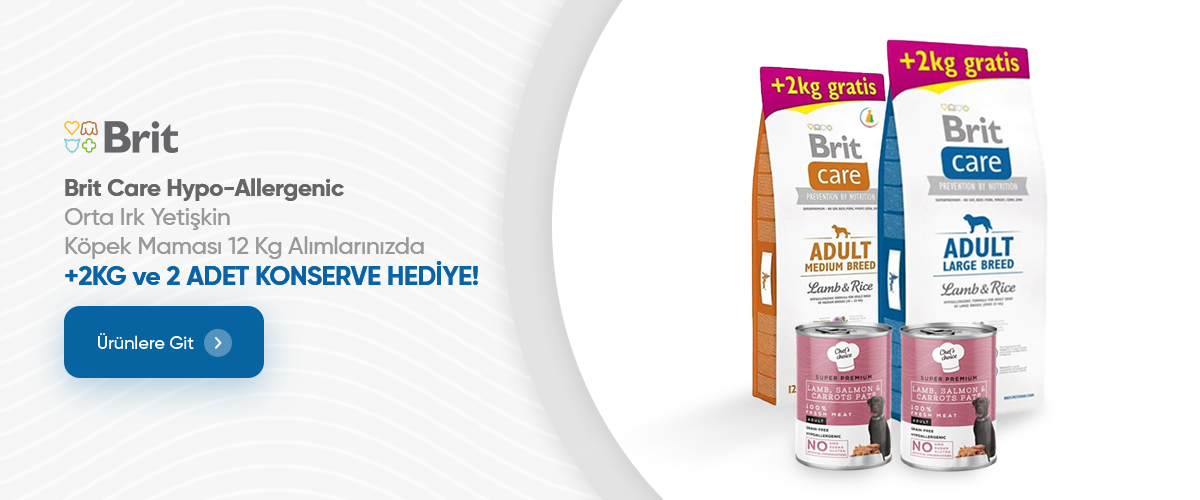 Brit
Brit Care Hypo-Allergenic
Orta Irk Yetişkin
Köpek Maması 12 Kg Alımlarınızda
+2KG ve 2 ADET KONSERVE HEDİYE!
Ürünlere Git
+2kg gratis
Brit
care
PREVENTION BY NUTRITION
ADULT
MEDIUM BREED
Lamb & Rice
+2kg gratis
Brit
care
PREVENTION BY NUTRITION
ADULT
LARGE BREED
Lamb & Rice
Chef's
choice
SUPER PREMIUM
LAMB, SALMON &
CARROTS PATE
100%
FRESH MEAT
ADULT
GRAIN-FREE
HYPOALLERGENIC
NO
Chef's
choice
SUPER PREMIUM
LAMB, SALMON &
CARROTS PATE
100%
FRESH MEAT
ADULT
GRAIN-FREE
HYPOALLERGENIC
NO